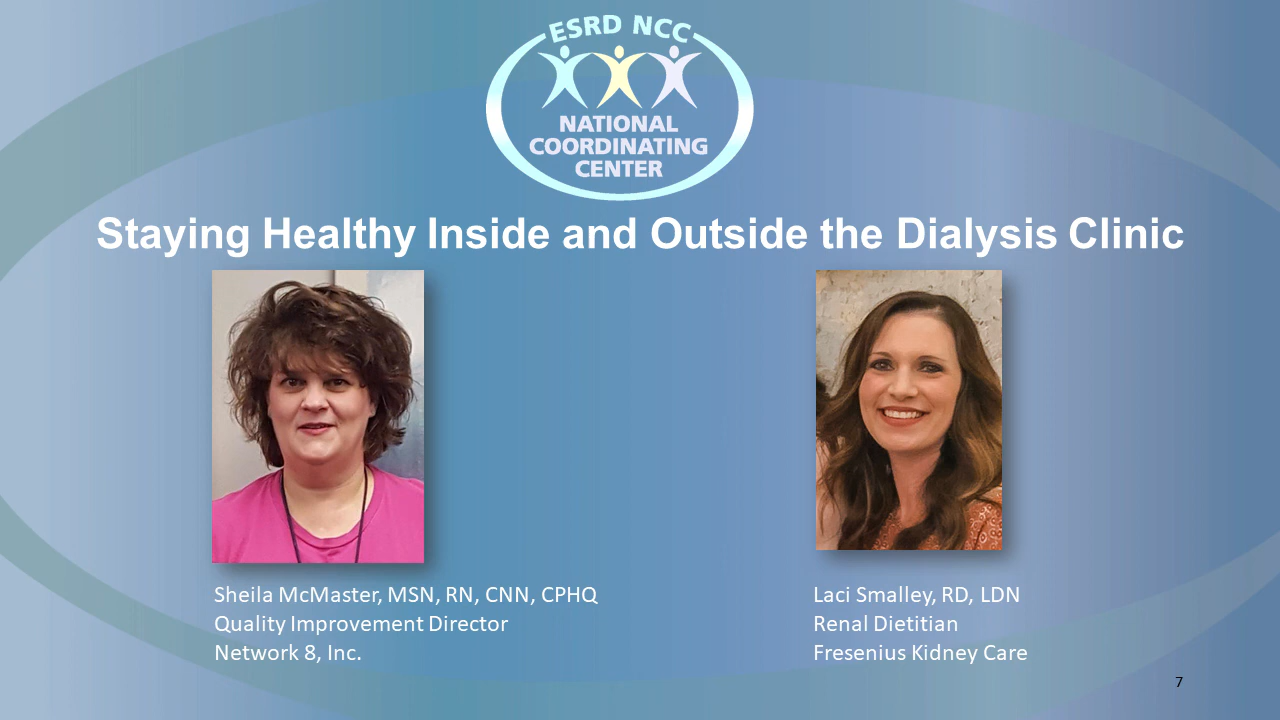 ESRD NCC
NATIONAL
COORDINATING
CENTER
Staying Healthy Inside and Outside the Dialysis Clinic
Sheila McMaster, MSN, RN, CNN, CPHQ
Quality Improvement Director
Network 8, Inc.
Laci Smalley, RD, LDN
Renal Dietitian
Fresenius Kidney Care
7